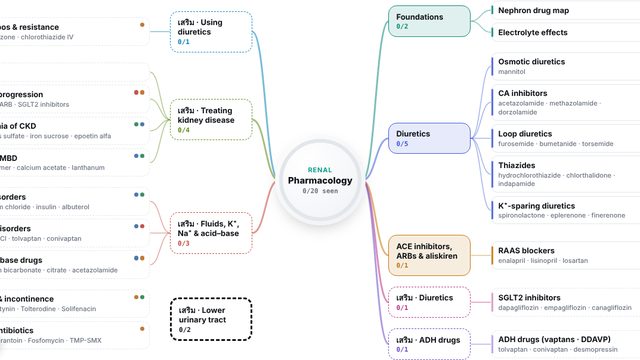 os & resistance
zone · chlorothiazide IV
progression
ARB · SGLT2 inhibitors
ia of CKD
s sulfate · iron sucrose · epoetin alfa
MBD
mer · calcium acetate · lanthanum
sorders
m chloride · insulin · albuterol
isorders
Cl · tolvaptan · conivaptan
base drugs
n bicarbonate · citrate · acetazolamide
& incontinence
tynin · Tolterodine · Solifenacin
ntibiotics
rantoin · Fosfomycin · TMP-SMX
เสริม · Using
diuretics
0/1
เสริม · Treating
kidney disease
0/4
เสริม · Fluids, K⁺,
Na⁺ & acid–base
0/3
เสริม · Lower
urinary tract
0/2
RENAL
Pharmacology
0/20 seen
Foundations
0/2
Diuretics
0/5
ACE inhibitors,
ARBs & aliskiren
0/1
เสริม · Diuretics
0/1
เสริม · ADH drugs
0/1
Nephron drug map
Electrolyte effects
Osmotic diuretics
mannitol
CA inhibitors
acetazolamide · methazolamide ·
dorzolamide
Loop diuretics
furosemide · bumetanide · torsemide
Thiazides
hydrochlorothiazide · chlorthalidone ·
indapamide
K⁺-sparing diuretics
spironolactone · eplerenone · finerenone
RAAS blockers
enalapril · lisinopril · losartan
SGLT2 inhibitors
dapagliflozin · empagliflozin · canagliflozin
ADH drugs (vaptans · DDAVP)
tolvaptan · conivaptan · desmopressin